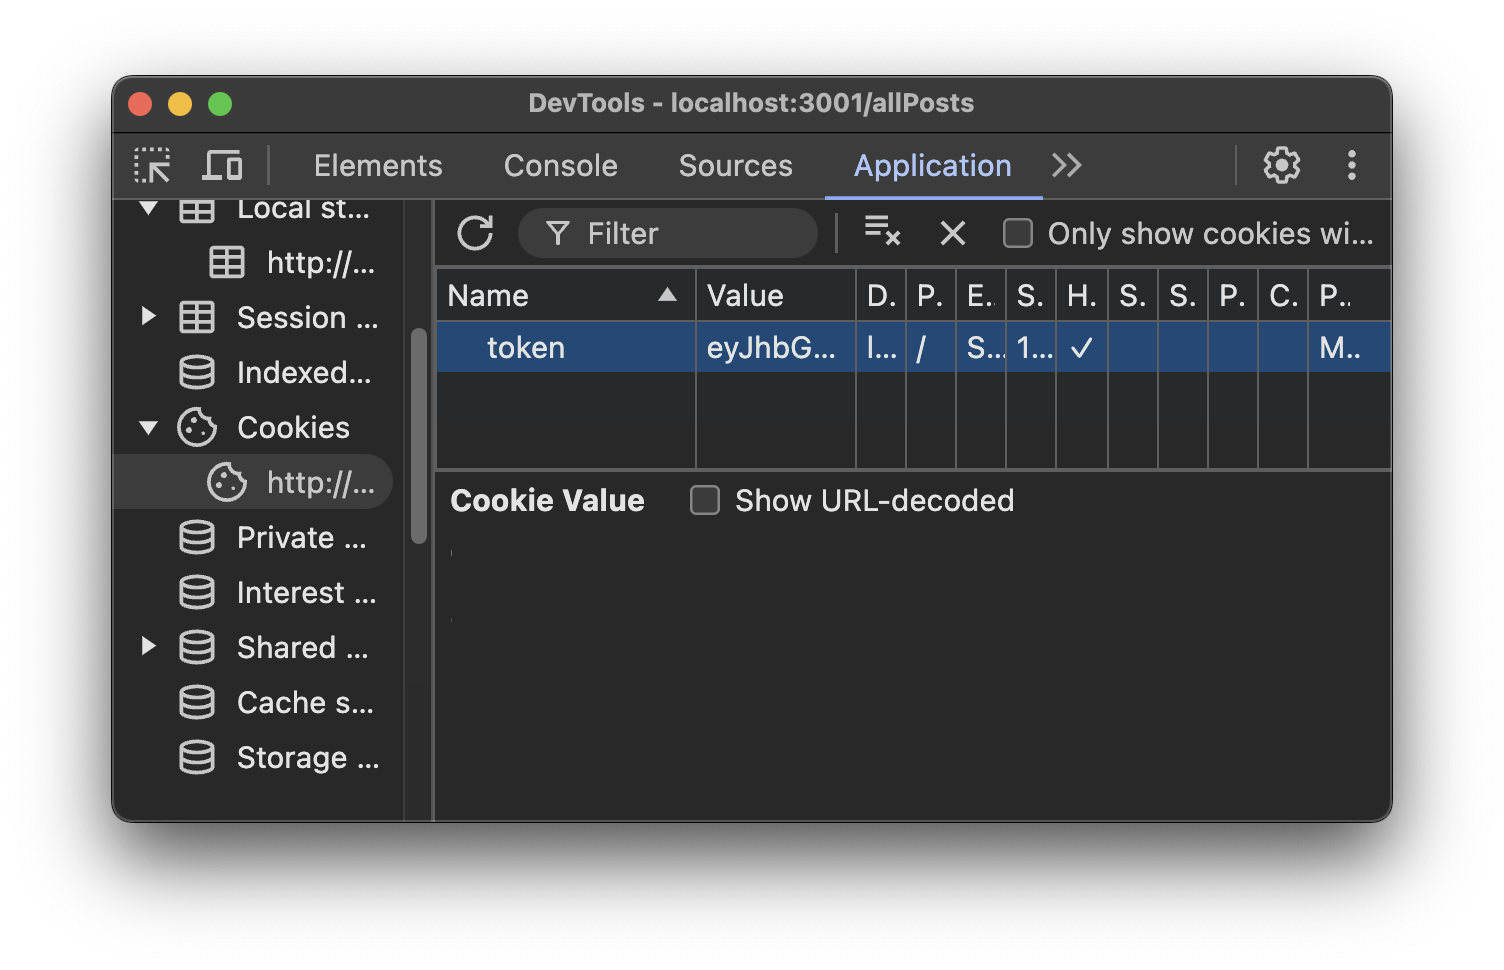 DevTools - localhost:3001/allPosts
Elements Console Sources Application
Local st...
http://...
Session ...
Indexed...
Cookies
http://...
Private ...
Interest ...
Shared ...
Cache s...
Storage ...
Filter Only show cookies wi...
Name Value D. P. E.. S. H. S. S. P. C. P..
token eyJhbG... l... / S... 1... ✓ M..
Cookie Value Show URL-decoded